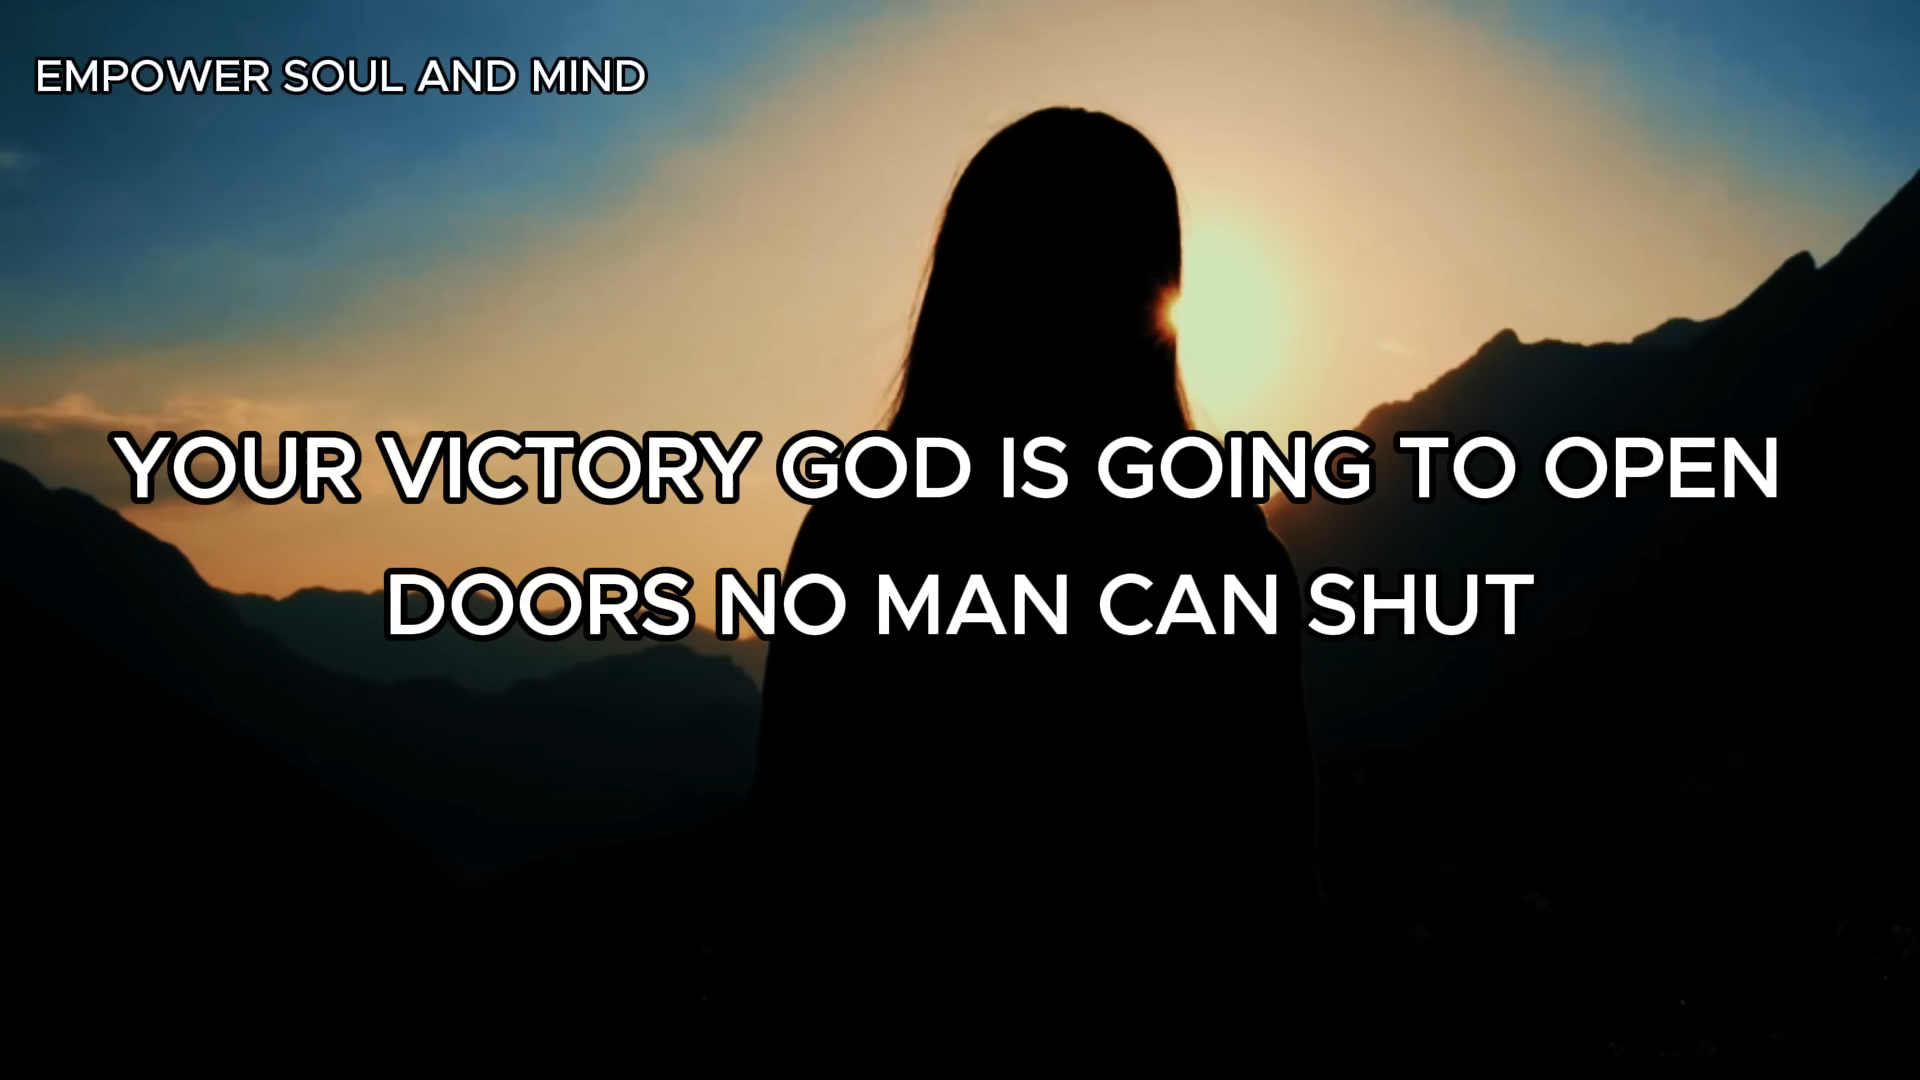 EMPOWER SOUL AND MIND
YOUR VICTORY GOD IS GOING TO OPEN
DOORS NO MAN CAN SHUT